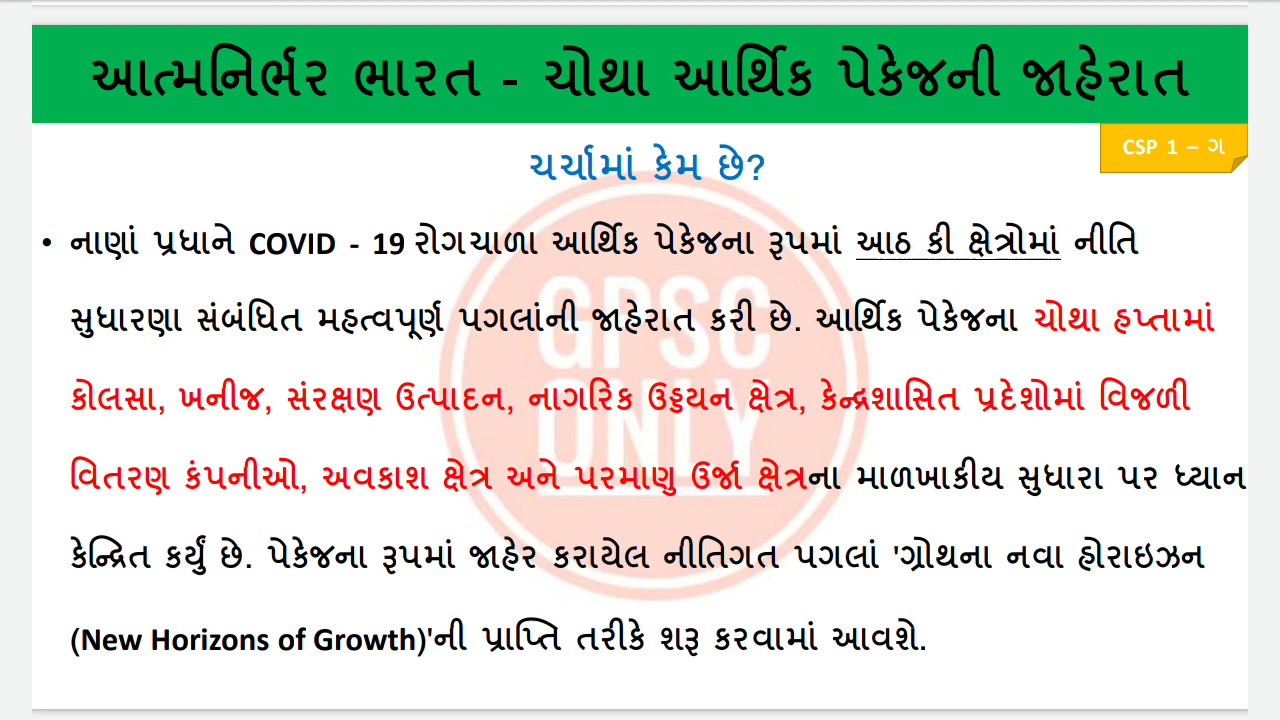 આત્મનિર્ભર ભારત - ચોથા આર્થિક પેકેજની જાહેરાત
CSP 1 – ગ
ચર્ચામાં કેમ છે?
• નાણાં પ્રધાને COVID - 19 રોગચાળા આર્થિક પેકેજના રૂપમાં આઠ કી ક્ષેત્રોમાં નીતિ
સુધારણા સંબંધિત મહત્વપૂર્ણ પગલાંની જાહેરાત કરી છે. આર્થિક પેકેજના ચોથા હપ્તામાં
કોલસા, ખનીજ, સંરક્ષણ ઉત્પાદન, નાગરિક ઉડ્ડયન ક્ષેત્ર, કેન્દ્રશાસિત પ્રદેશોમાં વિજળી
વિતરણ કંપનીઓ, અવકાશ ક્ષેત્ર અને પરમાણુ ઉર્જા ક્ષેત્રના માળખાકીય સુધારા પર ધ્યાન
કેન્દ્રિત કર્યું છે. પેકેજના રૂપમાં જાહેર કરાયેલ નીતિગત પગલાં 'ગ્રોથના નવા હોરાઇઝન
(New Horizons of Growth)'ની પ્રાપ્તિ તરીકે શરૂ કરવામાં આવશે.
GPSC
ONLY